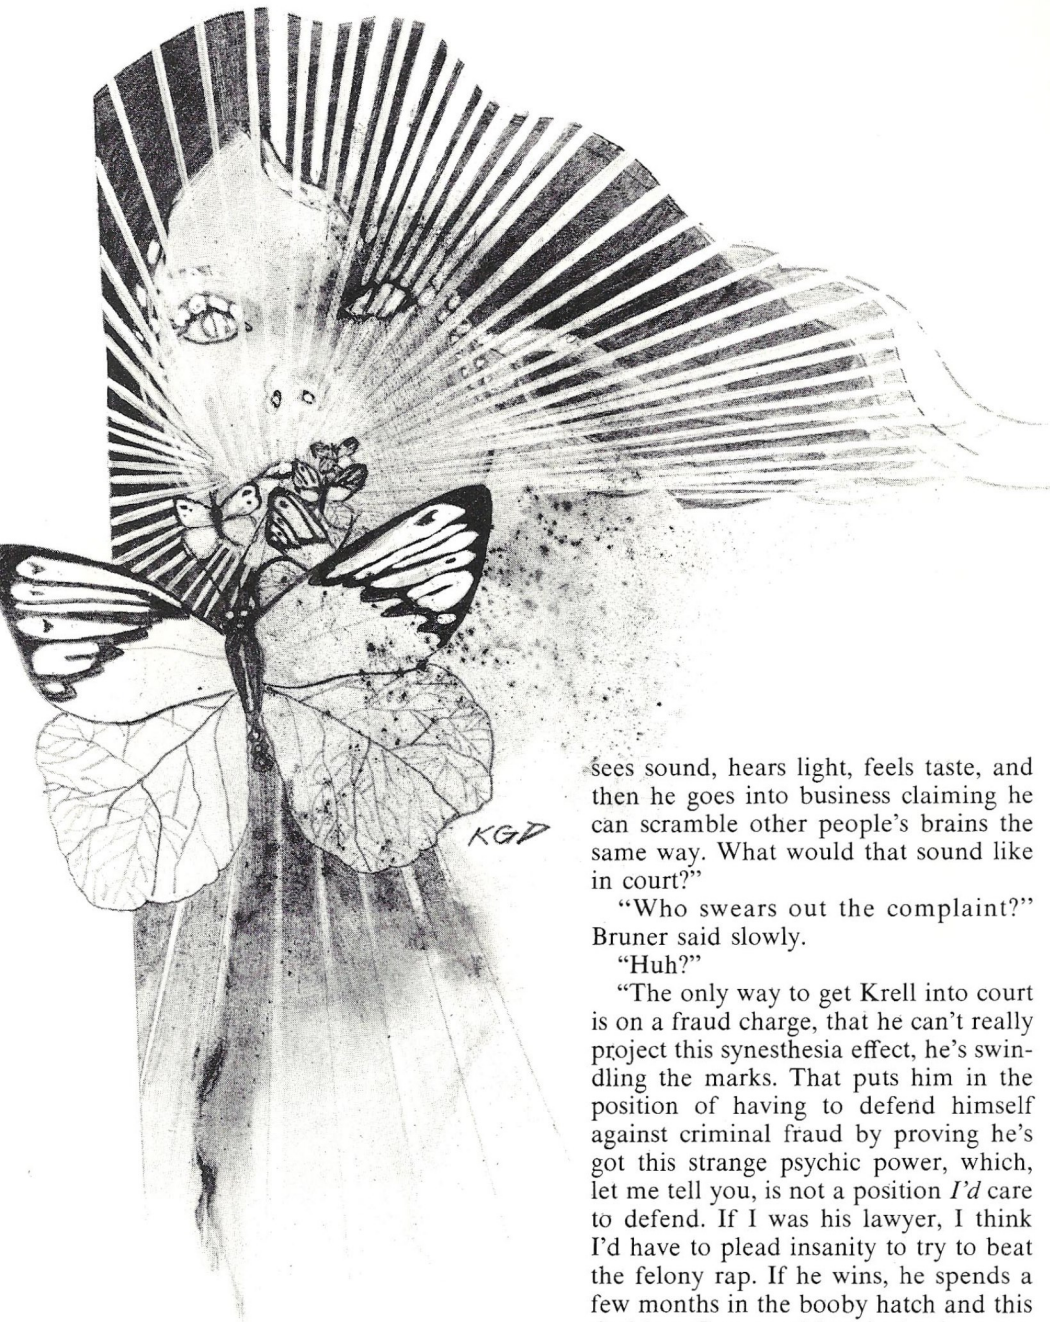 KGD
sees sound, hears light, feels taste, and
then he goes into business claiming he
can scramble other people's brains the
same way. What would that sound like
in court?"
"Who swears out the complaint?"
Bruner said slowly.
"Huh?"
"The only way to get Krell into court
is on a fraud charge, that he can't really
project this synesthesia effect, he's swin-
dling the marks. That puts him in the
position of having to defend himself
against criminal fraud by proving he's
got this strange psychic power, which,
let me tell you, is not a position I'd care
to defend. If I was his lawyer, I think
I'd have to plead insanity to try to beat
the felony rap. If he wins, he spends a
few months in the booby hatch and this